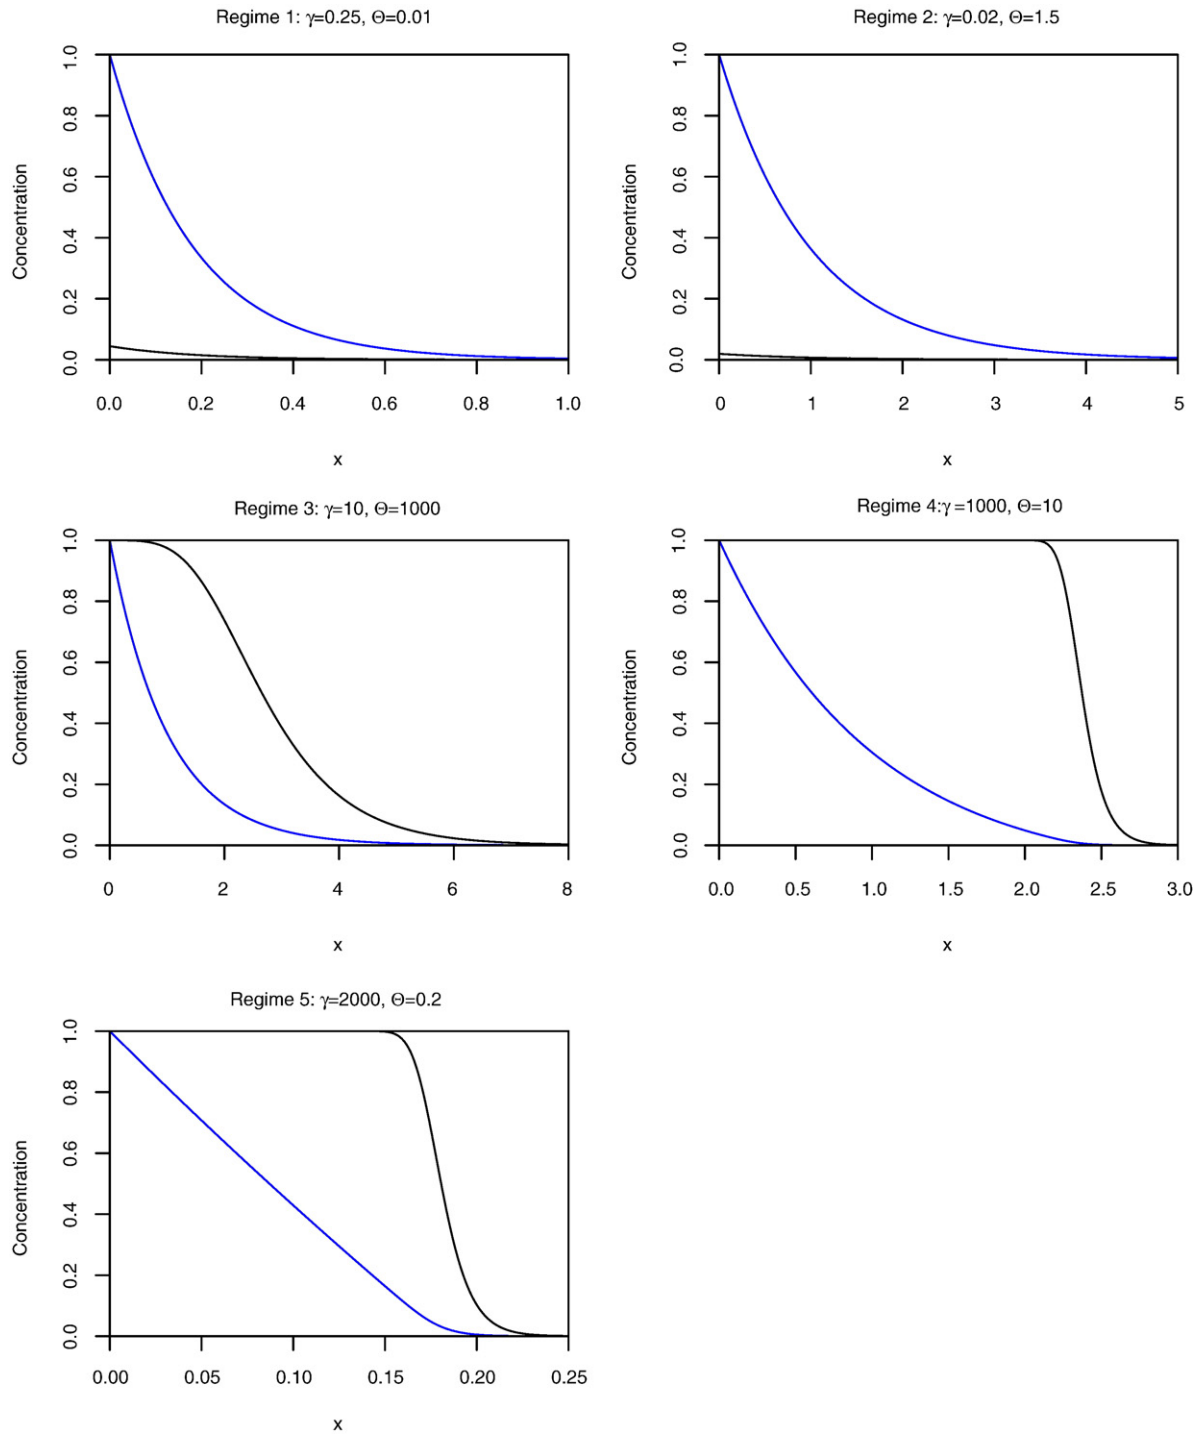 Regime 1: γ=0.25, Θ=0.01
Concentration
0.0 0.2 0.4 0.6 0.8 1.0
0.0 0.2 0.4 0.6 0.8 1.0
x
Regime 2: γ=0.02, Θ=1.5
Concentration
0.0 0.2 0.4 0.6 0.8 1.0
0 1 2 3 4 5
x
Regime 3: γ=10, Θ=1000
Concentration
0.0 0.2 0.4 0.6 0.8 1.0
0 2 4 6 8
x
Regime 4:γ =1000, Θ=10
Concentration
0.0 0.2 0.4 0.6 0.8 1.0
0.0 0.5 1.0 1.5 2.0 2.5 3.0
x
Regime 5: γ=2000, Θ=0.2
Concentration
0.0 0.2 0.4 0.6 0.8 1.0
0.00 0.05 0.10 0.15 0.20 0.25
x